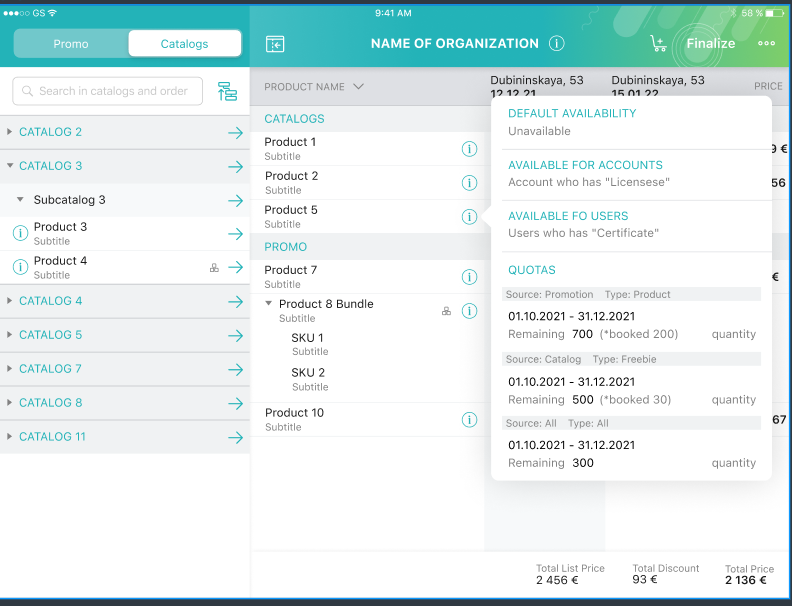 GS
9:41 AM
58 %
Promo
Catalogs
NAME OF ORGANIZATION
Finalize
Search in catalogs and order
CATALOG 2
CATALOG 3
Subcatalog 3
Product 3
Subtitle
Product 4
Subtitle
CATALOG 4
CATALOG 5
CATALOG 7
CATALOG 8
CATALOG 11
PRODUCT NAME
Dubininskaya, 53
12.12.21
Dubininskaya, 53
15.01.22
PRICE
CATALOGS
Product 1
Subtitle
9 €
Product 2
Subtitle
56
Product 5
Subtitle
PROMO
Product 7
Subtitle
€
Product 8 Bundle
Subtitle
SKU 1
Subtitle
SKU 2
Subtitle
Product 10
Subtitle
67
DEFAULT AVAILABILITY
Unavailable
AVAILABLE FOR ACCOUNTS
Account who has "Licensese"
AVAILABLE FO USERS
Users who has "Certificate"
QUOTAS
Source: Promotion Type: Product
01.10.2021 - 31.12.2021
Remaining 700 (*booked 200) quantity
Source: Catalog Type: Freebie
01.10.2021 - 31.12.2021
Remaining 500 (*booked 30) quantity
Source: All Type: All
01.10.2021 - 31.12.2021
Remaining 300 quantity
Total List Price
2 456 €
Total Discount
93 €
Total Price
2 136 €